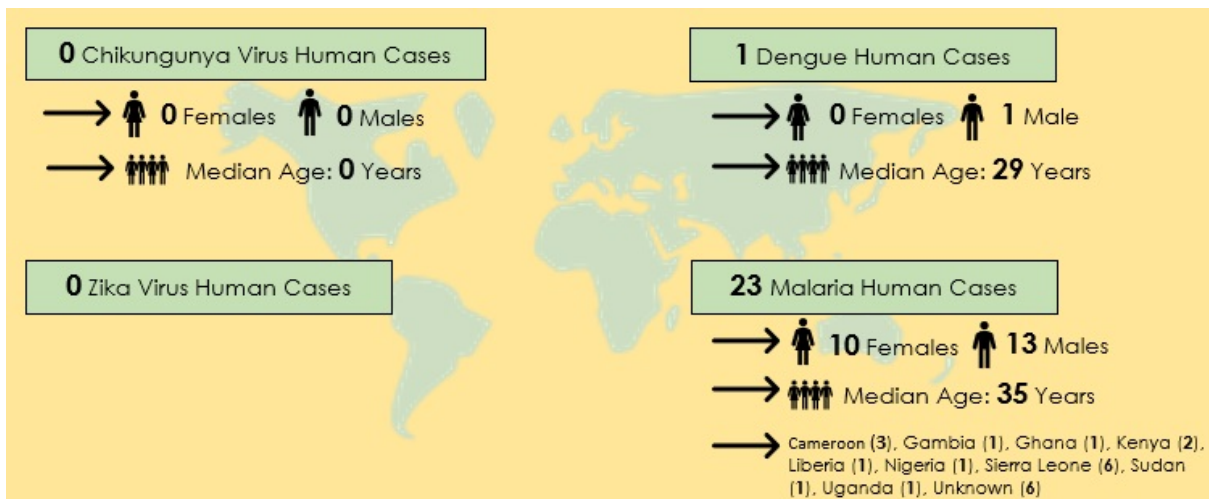 0 Chikungunya Virus Human Cases
0 Females 0 Males
Median Age: 0 Years
1 Dengue Human Cases
0 Females 1 Male
Median Age: 29 Years
0 Zika Virus Human Cases
23 Malaria Human Cases
10 Females 13 Males
Median Age: 35 Years
Cameroon (3), Gambia (1), Ghana (1), Kenya (2),
Liberia (1), Nigeria (1), Sierra Leone (6), Sudan
(1), Uganda (1), Unknown (6)